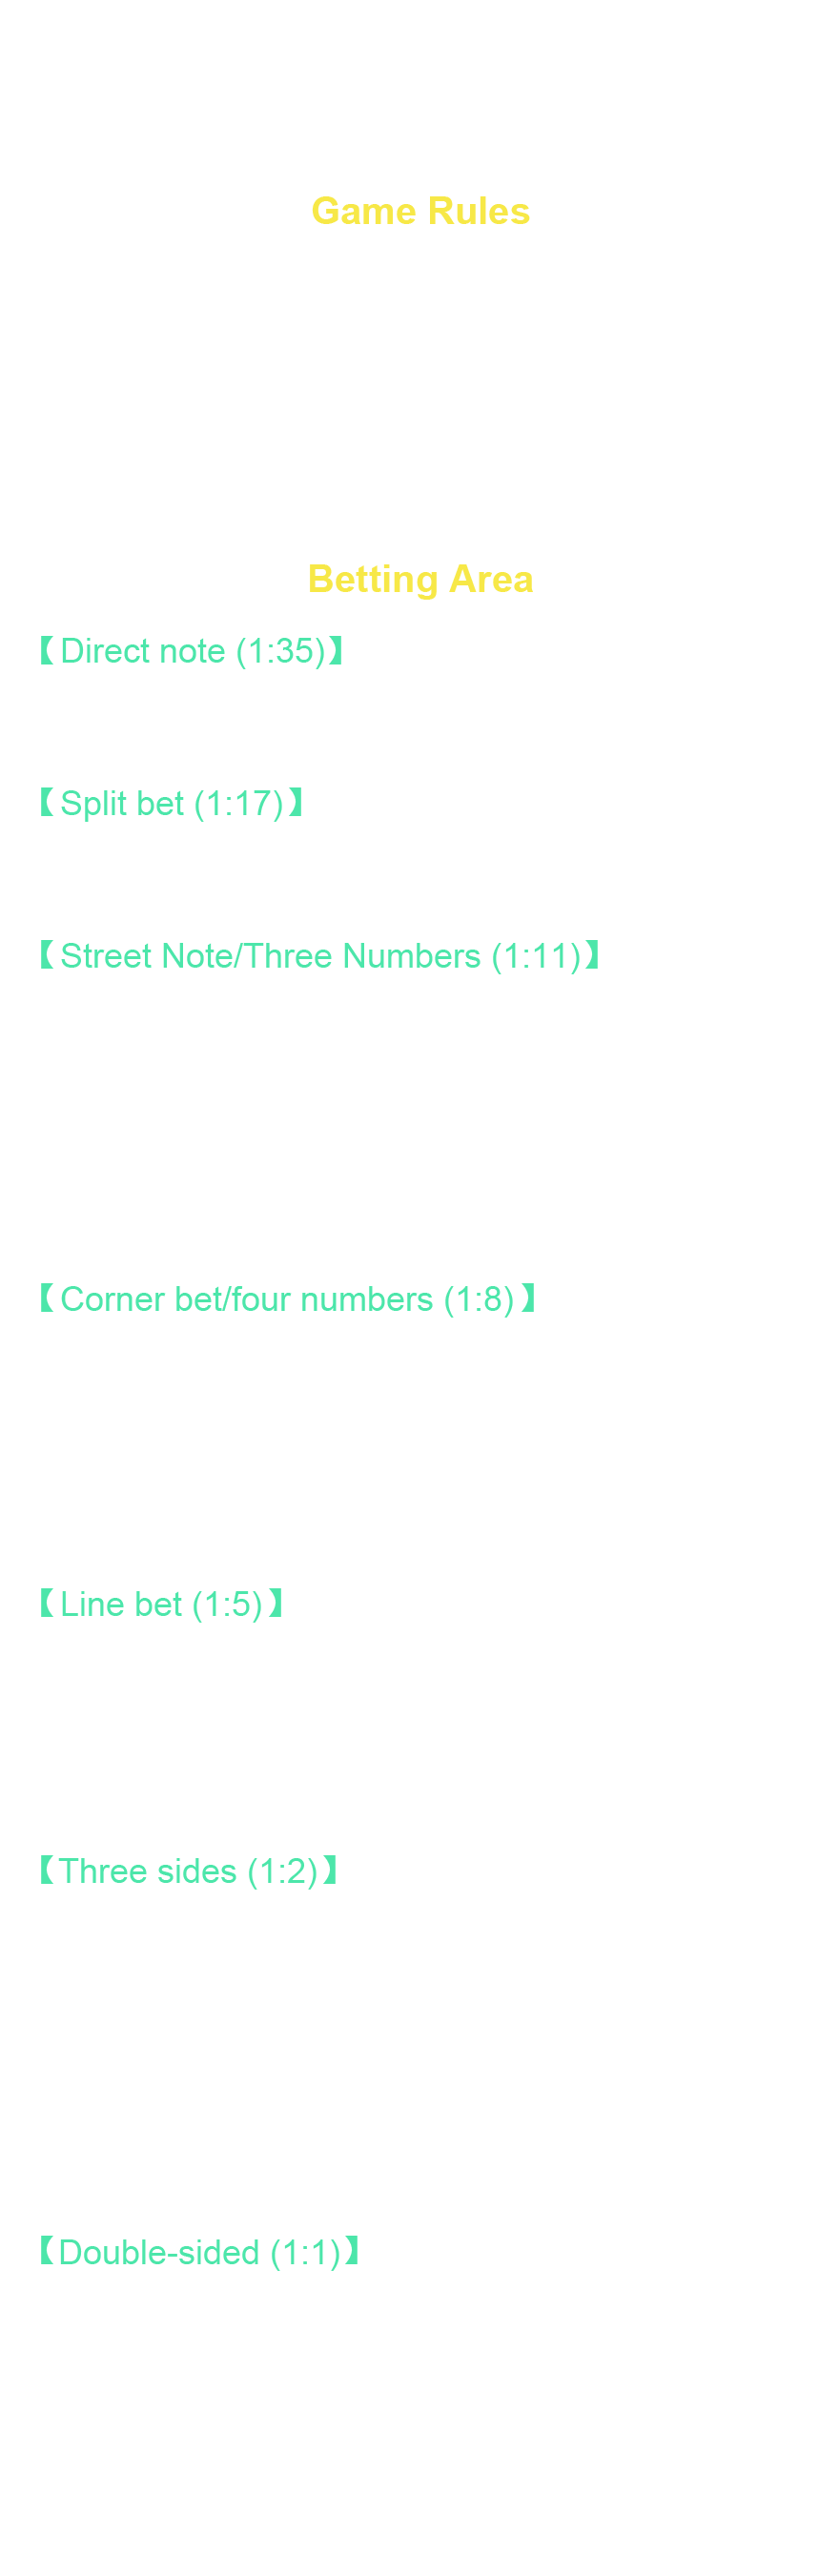 Game Rules
Betting Area
【Direct note (1:35)】
【Split bet (1:17)】
【Street Note/Three Numbers (1:11)】
【Corner bet/four numbers (1:8)】
【Line bet (1:5)】
【Three sides (1:2)】
【Double-sided (1:1)】